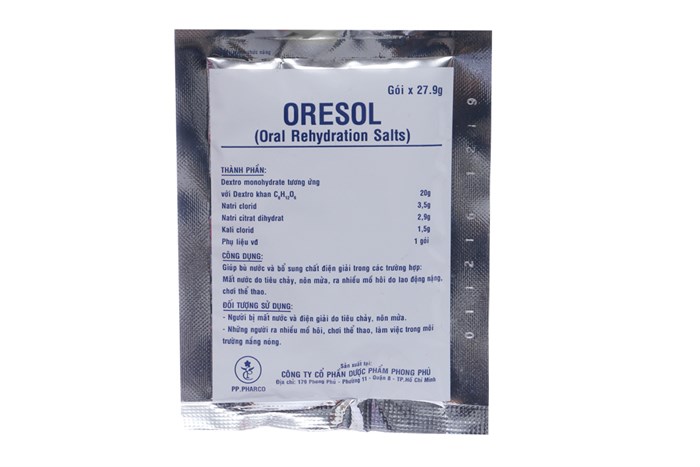 Gói x 27.9g
ORESOL
(Oral Rehydration Salts)
THÀNH PHẦN:
Dextro monohydrate tương ứng
với Dextro khan C₆H₁₂O₆ 20g
Natri clorid 3,5g
Natri citrat dihydrat 2,9g
Kali clorid 1,5g
Phụ liệu vđ 1 gói
CÔNG DỤNG:
Giúp bù nước và bổ sung chất điện giải trong các trường hợp:
Mất nước do tiêu chảy, nôn mửa, ra nhiều mồ hôi do lao động nặng,
chơi thể thao.
ĐỐI TƯỢNG SỬ DỤNG:
- Người bị mất nước và điện giải do tiêu chảy, nôn mửa.
- Những người ra nhiều mồ hôi, chơi thể thao, làm việc trong môi
trường nắng nóng.
PP.PHARCO
Sản xuất tại:
CÔNG TY CỔ PHẦN DƯỢC PHẨM PHONG PHÚ
Địa chỉ: 179 Phong Phú - Phường 11 - Quận 8 - TP.Hồ Chí Minh